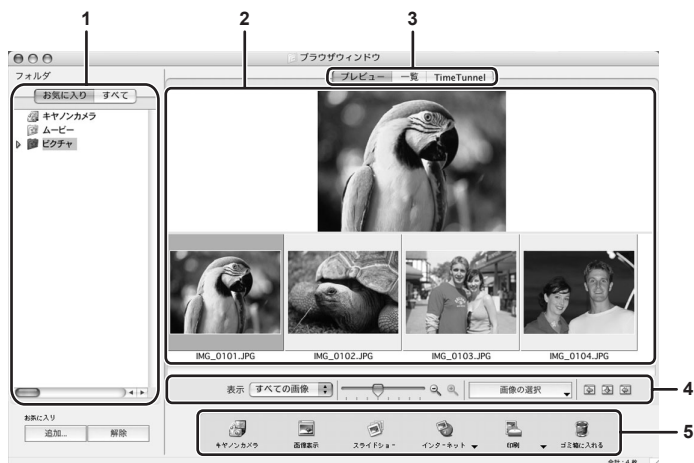 1
2
3
ブラウザウィンドウ
フォルダ
プレビュー 一覧 TimeTunnel
お気に入り すべて
キヤノンカメラ
ムービー
ピクチャ
IMG_0101.JPG IMG_0102.JPG IMG_0103.JPG IMG_0104.JPG
表示 すべての画像 画像の選択
4
お気に入り
追加... 解除
キヤノンカメラ 画像表示 スライドショー インターネット 印刷 ゴミ箱に入れる
5
合計：4 枚